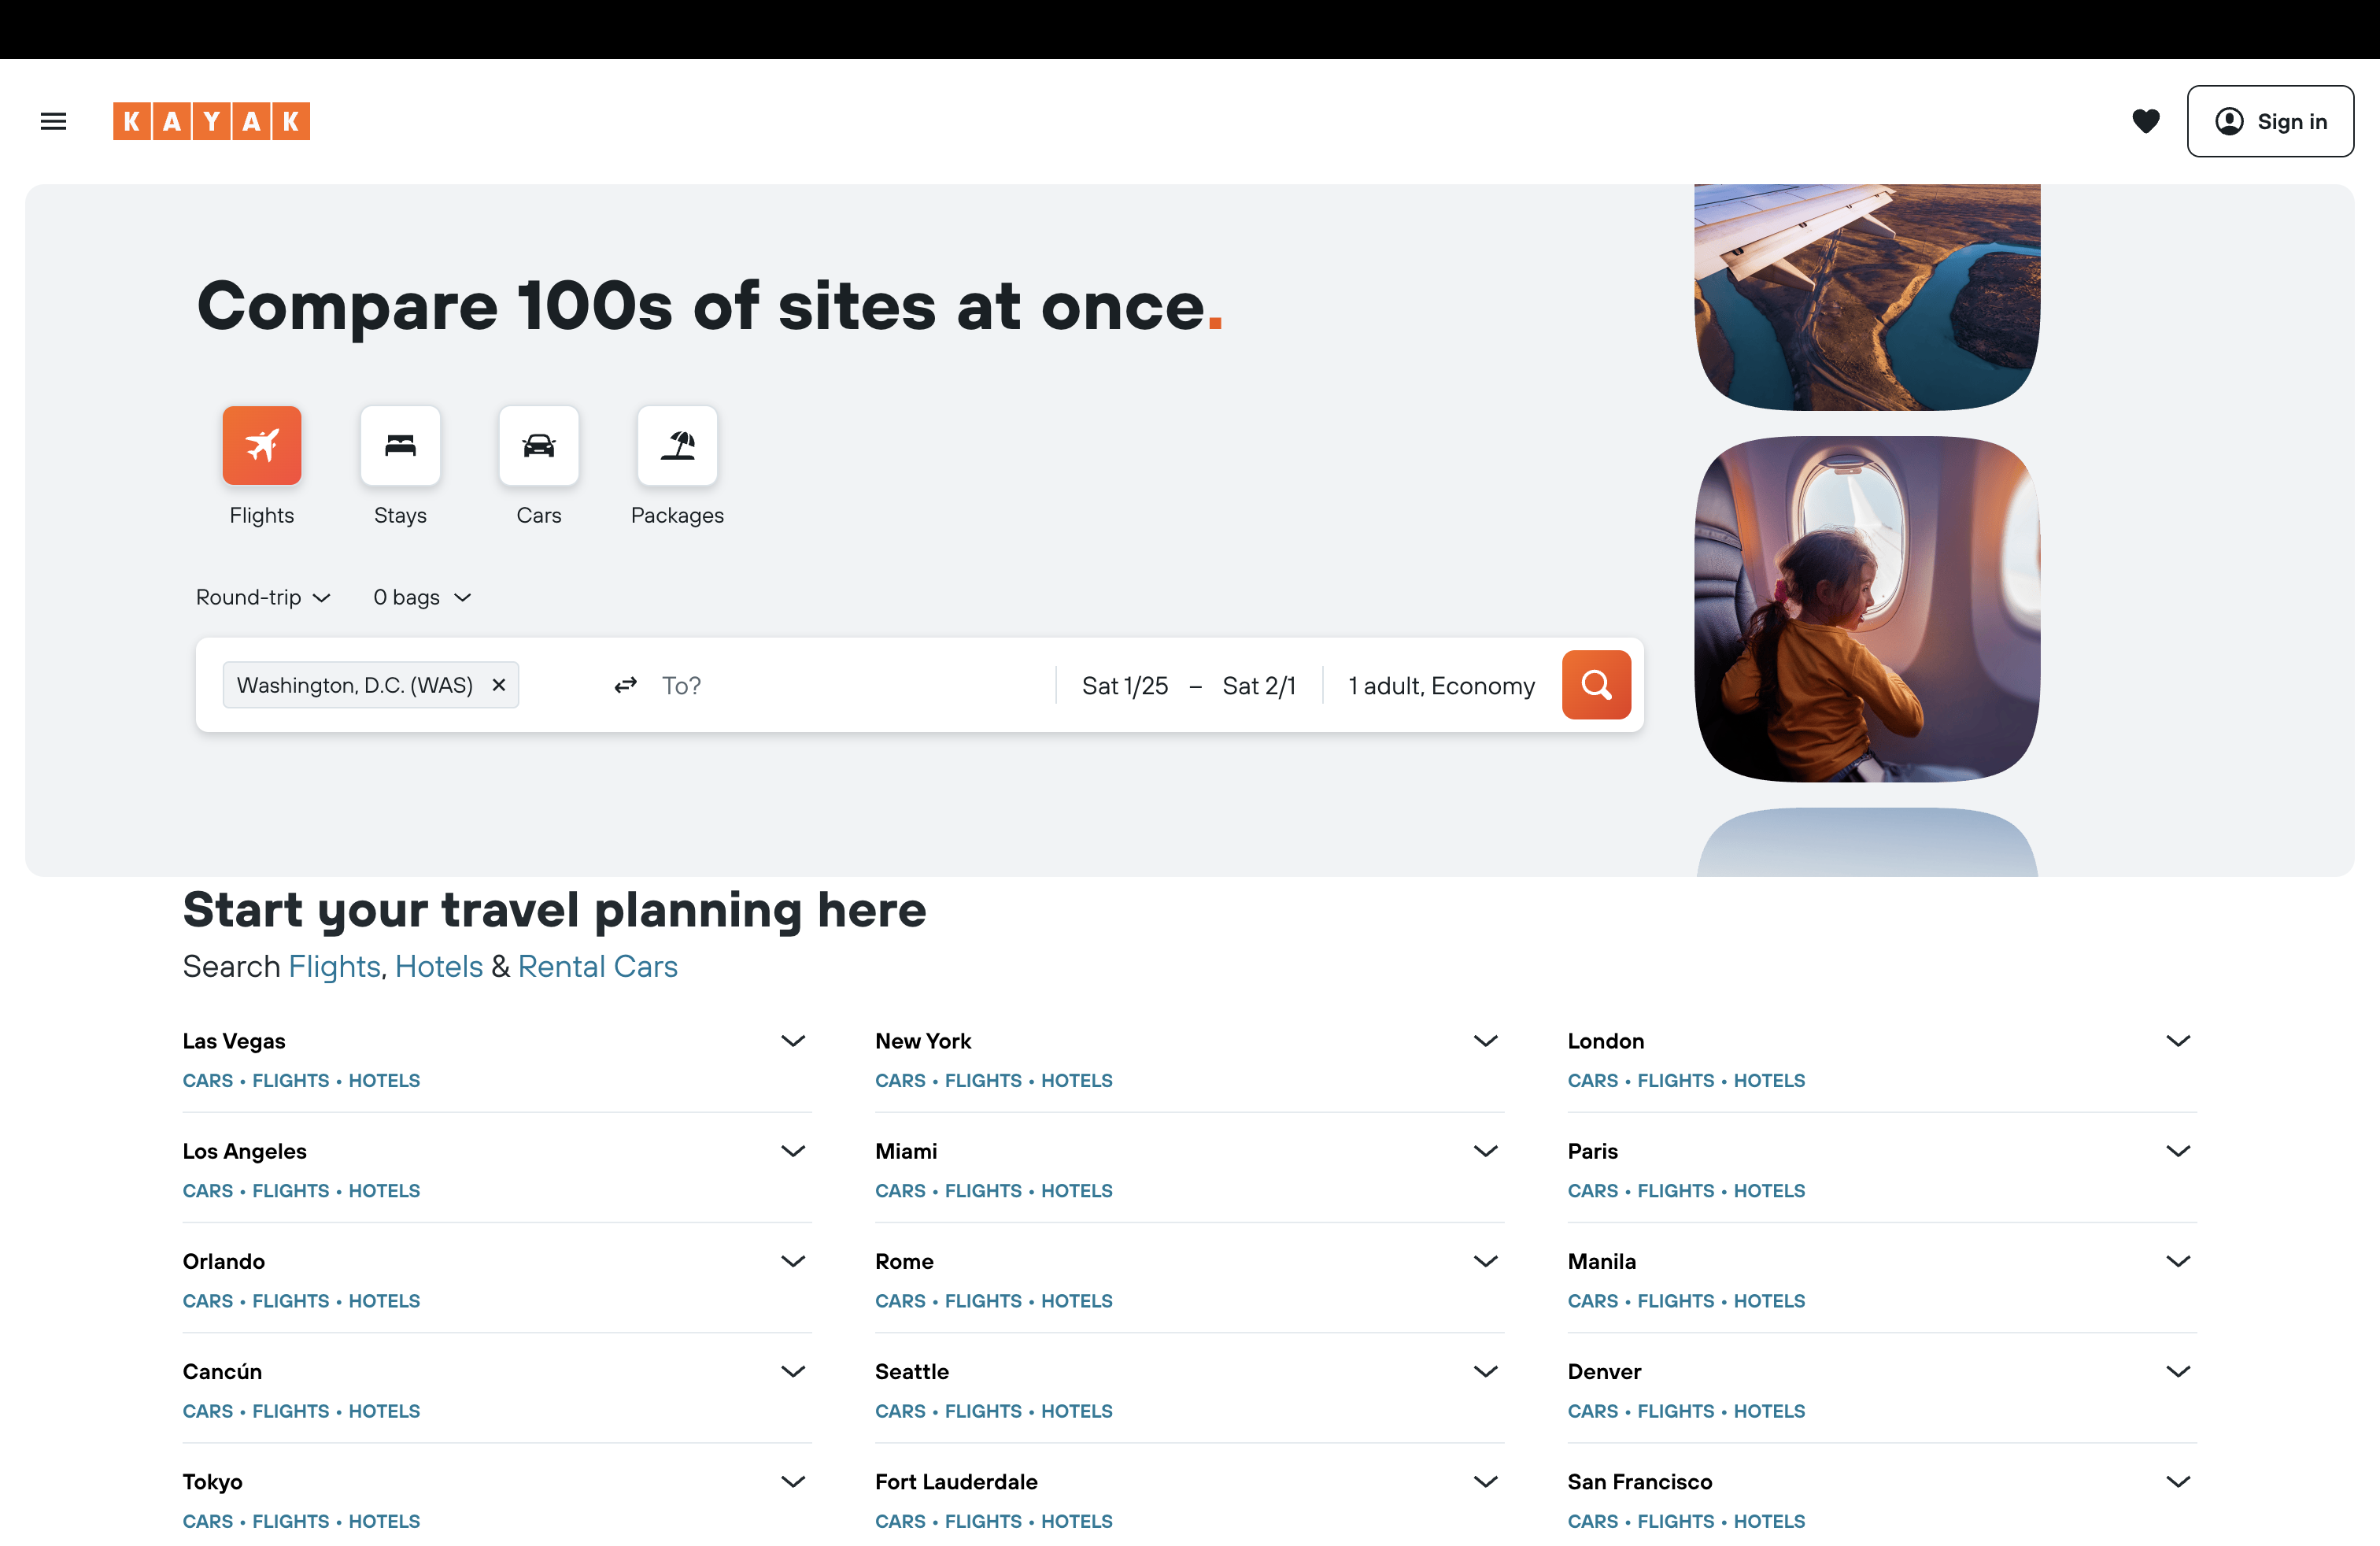 KAYAK
Sign in
Compare 100s of sites at once.
Flights
Stays
Cars
Packages
Round-trip
0 bags
Washington, D.C. (WAS)
To?
Sat 1/25 – Sat 2/1
1 adult, Economy
Start your travel planning here
Search Flights, Hotels & Rental Cars
Las Vegas
CARS • FLIGHTS • HOTELS
New York
CARS • FLIGHTS • HOTELS
London
CARS • FLIGHTS • HOTELS
Los Angeles
CARS • FLIGHTS • HOTELS
Miami
CARS • FLIGHTS • HOTELS
Paris
CARS • FLIGHTS • HOTELS
Orlando
CARS • FLIGHTS • HOTELS
Rome
CARS • FLIGHTS • HOTELS
Manila
CARS • FLIGHTS • HOTELS
Cancún
CARS • FLIGHTS • HOTELS
Seattle
CARS • FLIGHTS • HOTELS
Denver
CARS • FLIGHTS • HOTELS
Tokyo
CARS • FLIGHTS • HOTELS
Fort Lauderdale
CARS • FLIGHTS • HOTELS
San Francisco
CARS • FLIGHTS • HOTELS